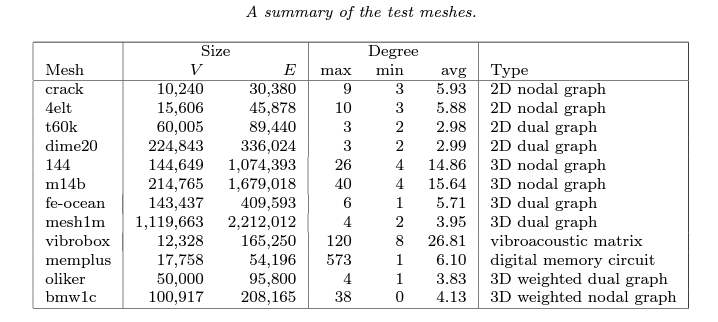 A summary of the test meshes.
Size Degree
Mesh V E max min avg Type
crack 10,240 30,380 9 3 5.93 2D nodal graph
4elt 15,606 45,878 10 3 5.88 2D nodal graph
t60k 60,005 89,440 3 2 2.98 2D dual graph
dime20 224,843 336,024 3 2 2.99 2D dual graph
144 144,649 1,074,393 26 4 14.86 3D nodal graph
m14b 214,765 1,679,018 40 4 15.64 3D nodal graph
fe-ocean 143,437 409,593 6 1 5.71 3D dual graph
mesh1m 1,119,663 2,212,012 4 2 3.95 3D dual graph
vibrobox 12,328 165,250 120 8 26.81 vibroacoustic matrix
memplus 17,758 54,196 573 1 6.10 digital memory circuit
oliker 50,000 95,800 4 1 3.83 3D weighted dual graph
bmw1c 100,917 208,165 38 0 4.13 3D weighted nodal graph